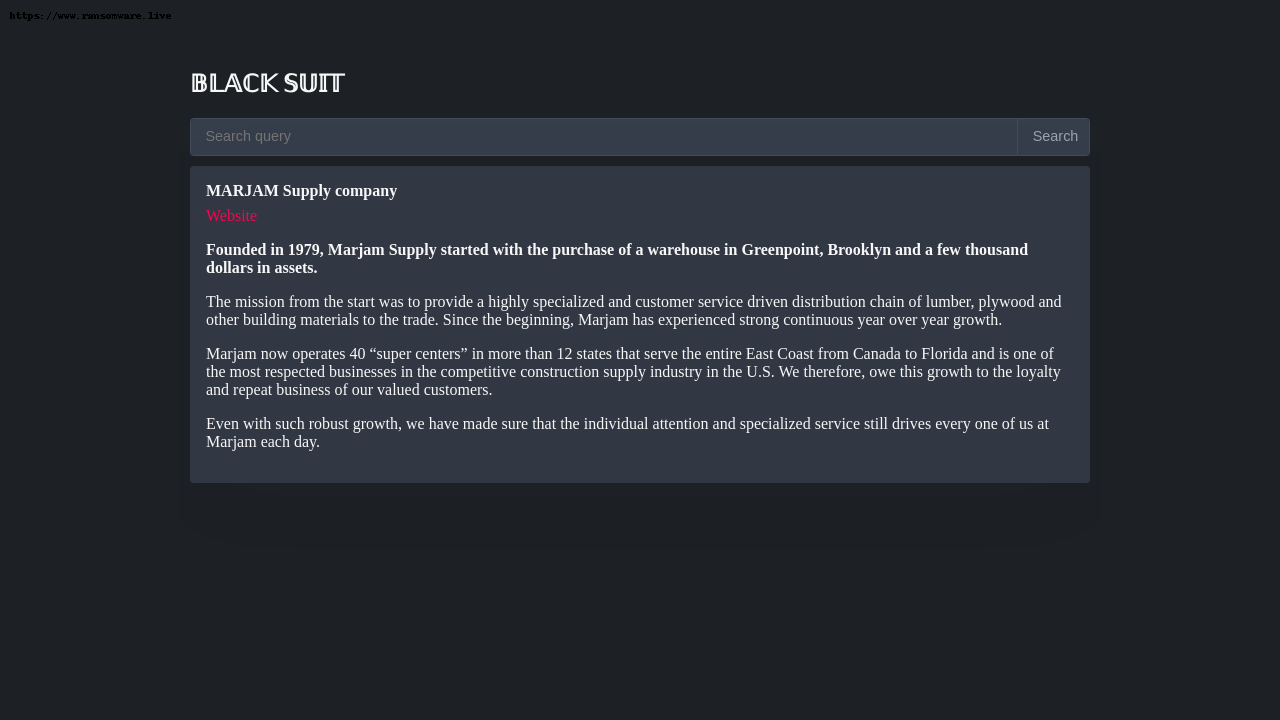 https://www.ransomware.live
𝔹𝕃𝔸ℂ𝕂 𝕊𝕌𝕀𝕋
Search query
Search
MARJAM Supply company
Website
Founded in 1979, Marjam Supply started with the purchase of a warehouse in Greenpoint, Brooklyn and a few thousand
dollars in assets.
The mission from the start was to provide a highly specialized and customer service driven distribution chain of lumber, plywood and
other building materials to the trade. Since the beginning, Marjam has experienced strong continuous year over year growth.
Marjam now operates 40 “super centers” in more than 12 states that serve the entire East Coast from Canada to Florida and is one of
the most respected businesses in the competitive construction supply industry in the U.S. We therefore, owe this growth to the loyalty
and repeat business of our valued customers.
Even with such robust growth, we have made sure that the individual attention and specialized service still drives every one of us at
Marjam each day.